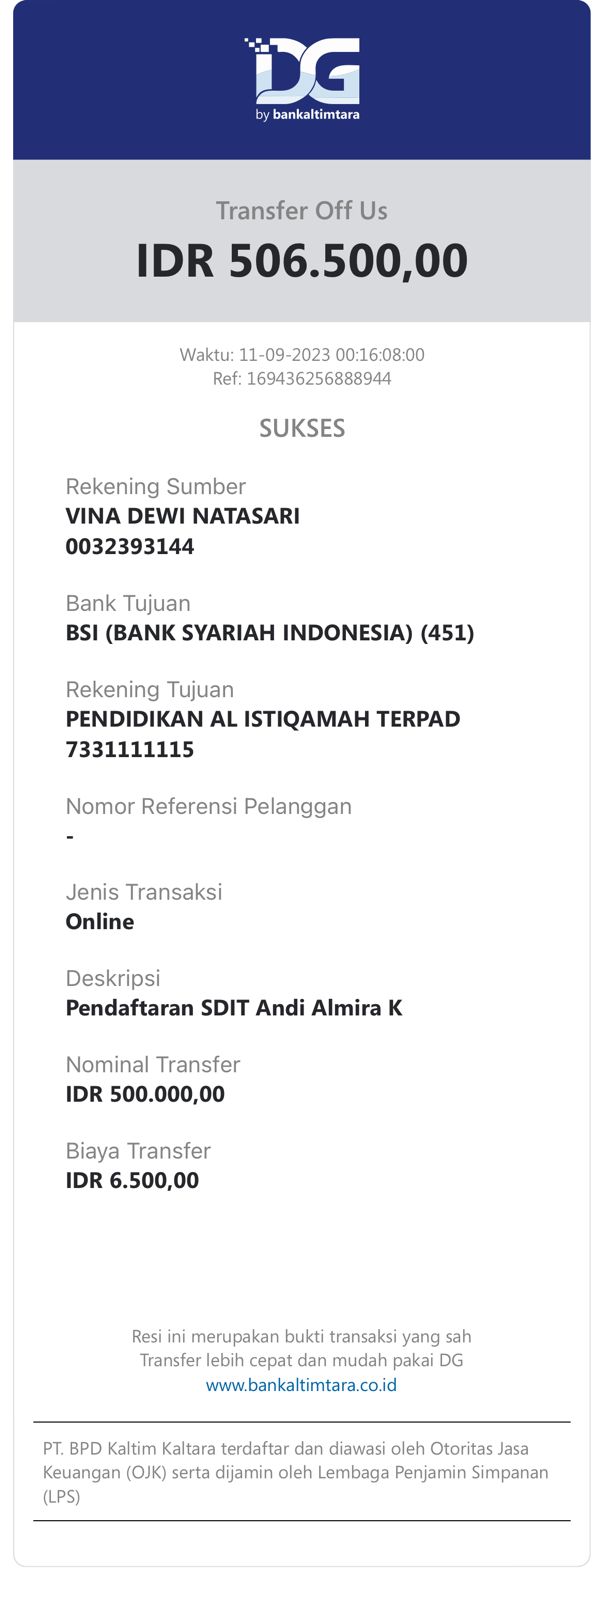 DG
by bankaltimtara
Transfer Off Us
IDR 506.500,00
Waktu: 11-09-2023 00:16:08:00
Ref: 169436256888944
SUKSES
Rekening Sumber
VINA DEWI NATASARI
0032393144
Bank Tujuan
BSI (BANK SYARIAH INDONESIA) (451)
Rekening Tujuan
PENDIDIKAN AL ISTIQAMAH TERPAD
7331111115
Nomor Referensi Pelanggan
-
Jenis Transaksi
Online
Deskripsi
Pendaftaran SDIT Andi Almira K
Nominal Transfer
IDR 500.000,00
Biaya Transfer
IDR 6.500,00
Resi ini merupakan bukti transaksi yang sah
Transfer lebih cepat dan mudah pakai DG
www.bankaltimtara.co.id
PT. BPD Kaltim Kaltara terdaftar dan diawasi oleh Otoritas Jasa
Keuangan (OJK) serta dijamin oleh Lembaga Penjamin Simpanan
(LPS)